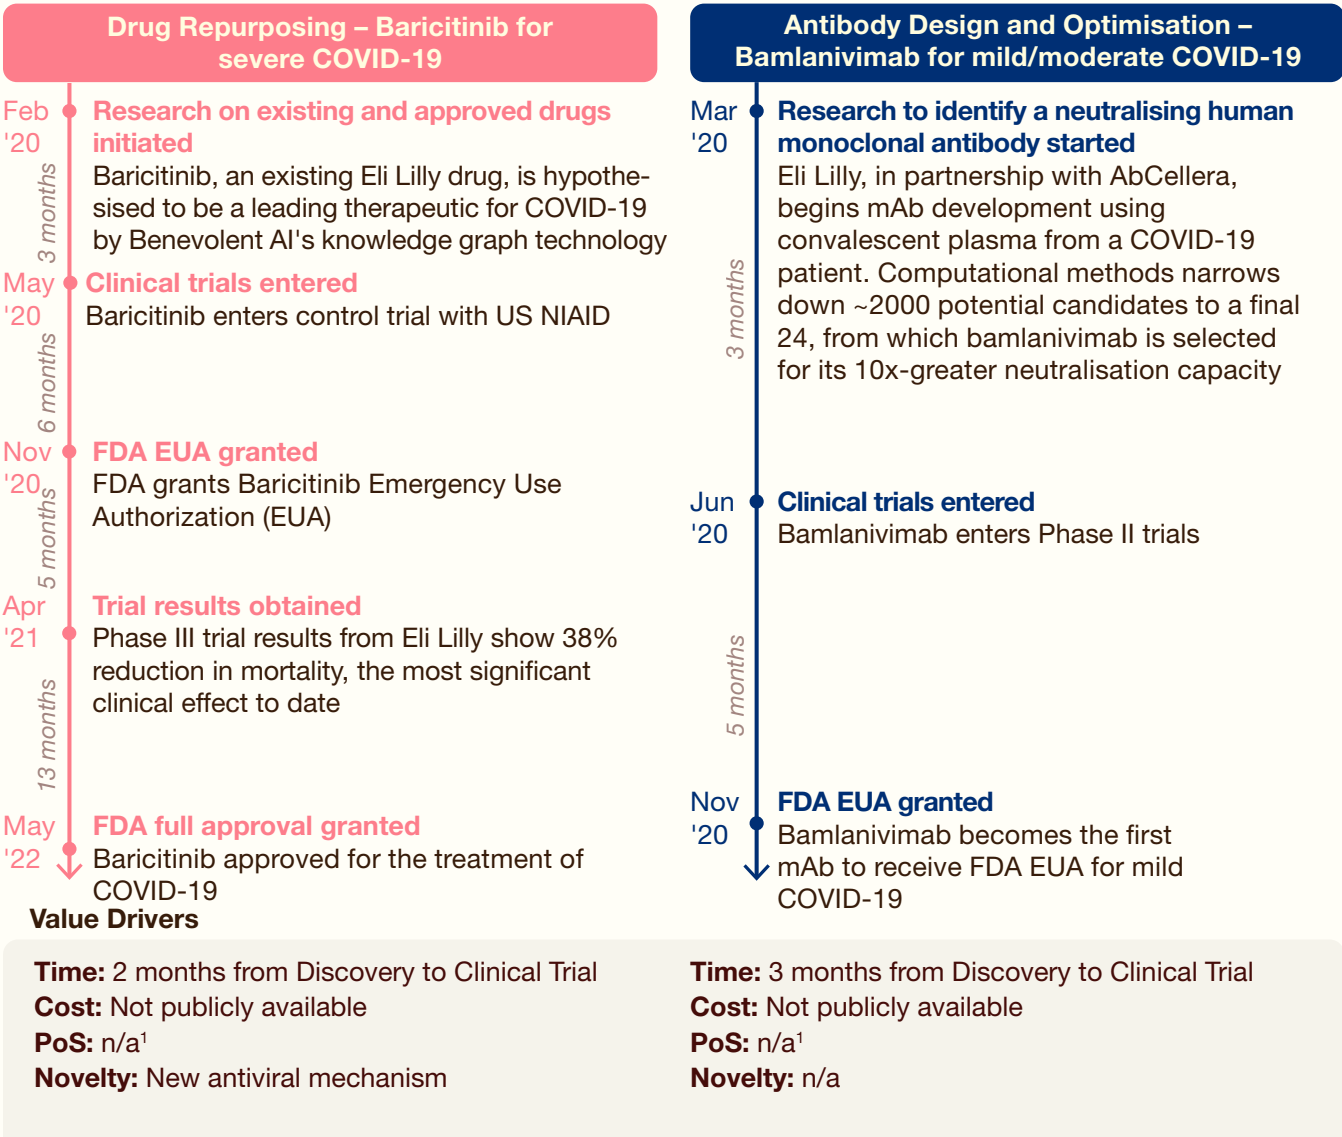 Drug Repurposing – Baricitinib for
severe COVID-19
Feb
'20
Research on existing and approved drugs
initiated
Baricitinib, an existing Eli Lilly drug, is hypothe-
sised to be a leading therapeutic for COVID-19
by Benevolent AI's knowledge graph technology
3 months
May
'20
Clinical trials entered
Baricitinib enters control trial with US NIAID
6 months
Nov
'20
FDA EUA granted
FDA grants Baricitinib Emergency Use
Authorization (EUA)
5 months
Apr
'21
Trial results obtained
Phase III trial results from Eli Lilly show 38%
reduction in mortality, the most significant
clinical effect to date
13 months
May
'22
FDA full approval granted
Baricitinib approved for the treatment of
COVID-19
Antibody Design and Optimisation –
Bamlanivimab for mild/moderate COVID-19
Mar
'20
Research to identify a neutralising human
monoclonal antibody started
Eli Lilly, in partnership with AbCellera,
begins mAb development using
convalescent plasma from a COVID-19
patient. Computational methods narrows
down ~2000 potential candidates to a final
24, from which bamlanivimab is selected
for its 10x-greater neutralisation capacity
3 months
Jun
'20
Clinical trials entered
Bamlanivimab enters Phase II trials
5 months
Nov
'20
FDA EUA granted
Bamlanivimab becomes the first
mAb to receive FDA EUA for mild
COVID-19
Value Drivers
Time: 2 months from Discovery to Clinical Trial
Cost: Not publicly available
PoS: n/a¹
Novelty: New antiviral mechanism
Time: 3 months from Discovery to Clinical Trial
Cost: Not publicly available
PoS: n/a¹
Novelty: n/a